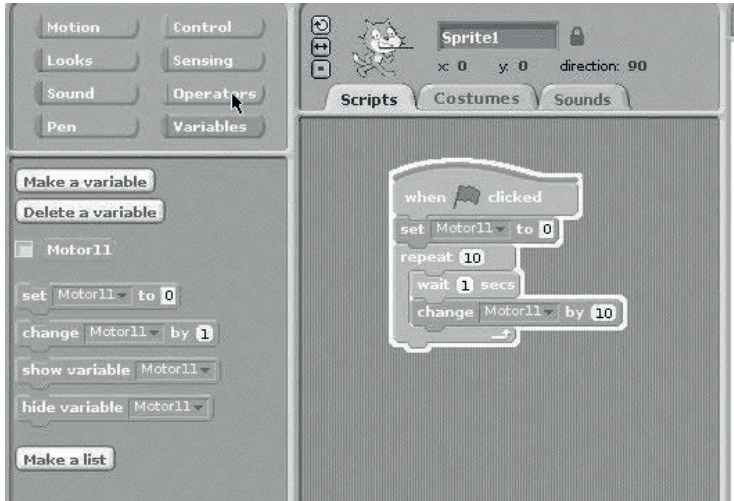 Motion Control
Looks Sensing
Sound Operators
Pen Variables
Make a variable
Delete a variable
Motor11
set Motor11 to 0
change Motor11 by 1
show variable Motor11
hide variable Motor11
Make a list
Sprite1
x: 0 y: 0 direction: 90
Scripts Costumes Sounds
when clicked
set Motor11 to 0
repeat 10
wait 1 secs
change Motor11 by 10